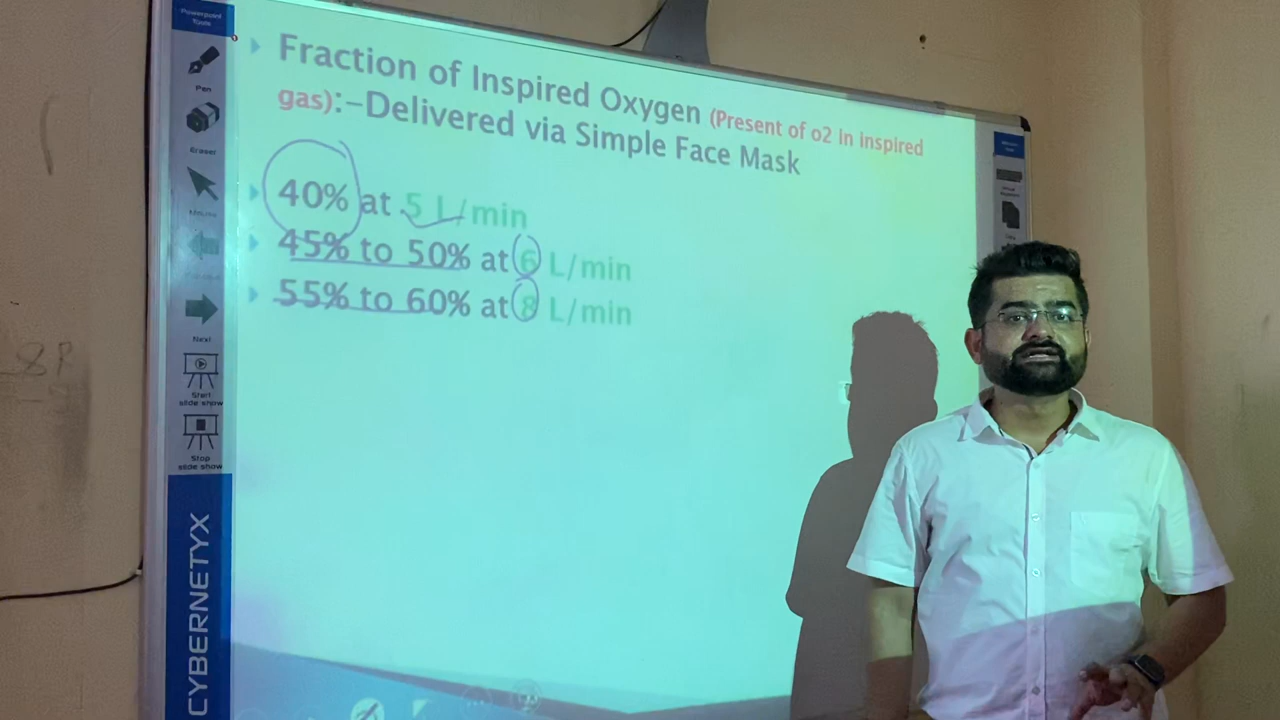 Powerpoint
Tools
Pen
Eraser
Next
Start
slide show
Stop
slide show
CYBERNETYX
Fraction of Inspired Oxygen (Present of o2 in inspired
gas):-Delivered via Simple Face Mask
40% at 5 L/min
45% to 50% at 6 L/min
55% to 60% at 8 L/min